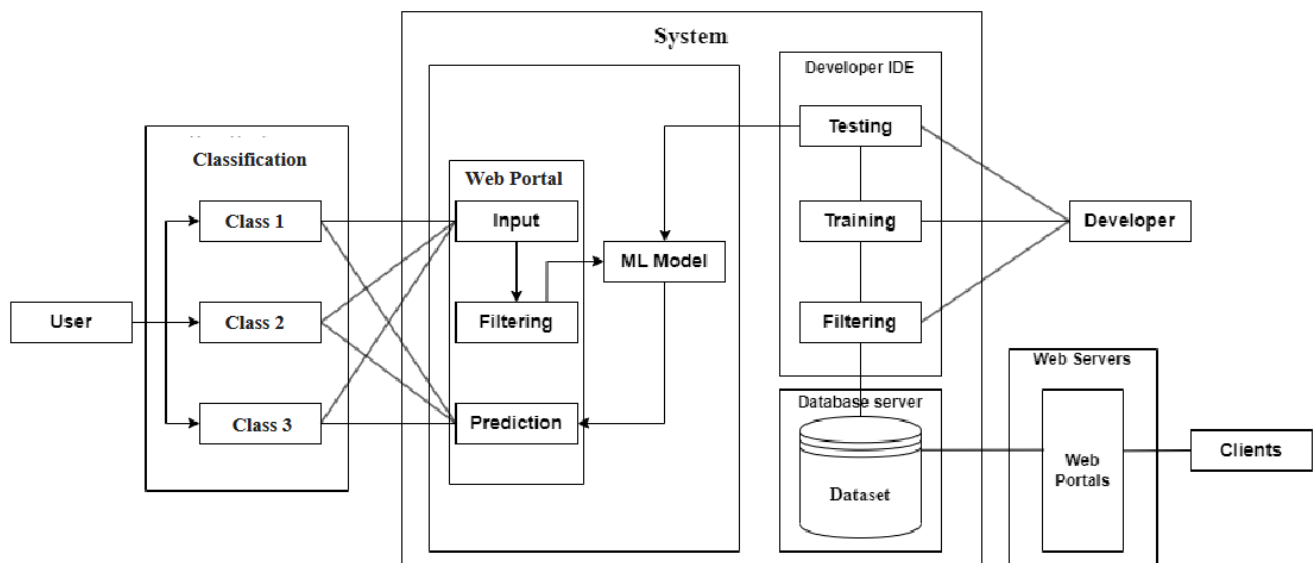 System
Developer IDE
Testing
Classification
Web Portal
Class 1
Input
Training
Developer
ML Model
User
Class 2
Filtering
Filtering
Web Servers
Class 3
Prediction
Database server
Dataset
Web
Portals
Clients